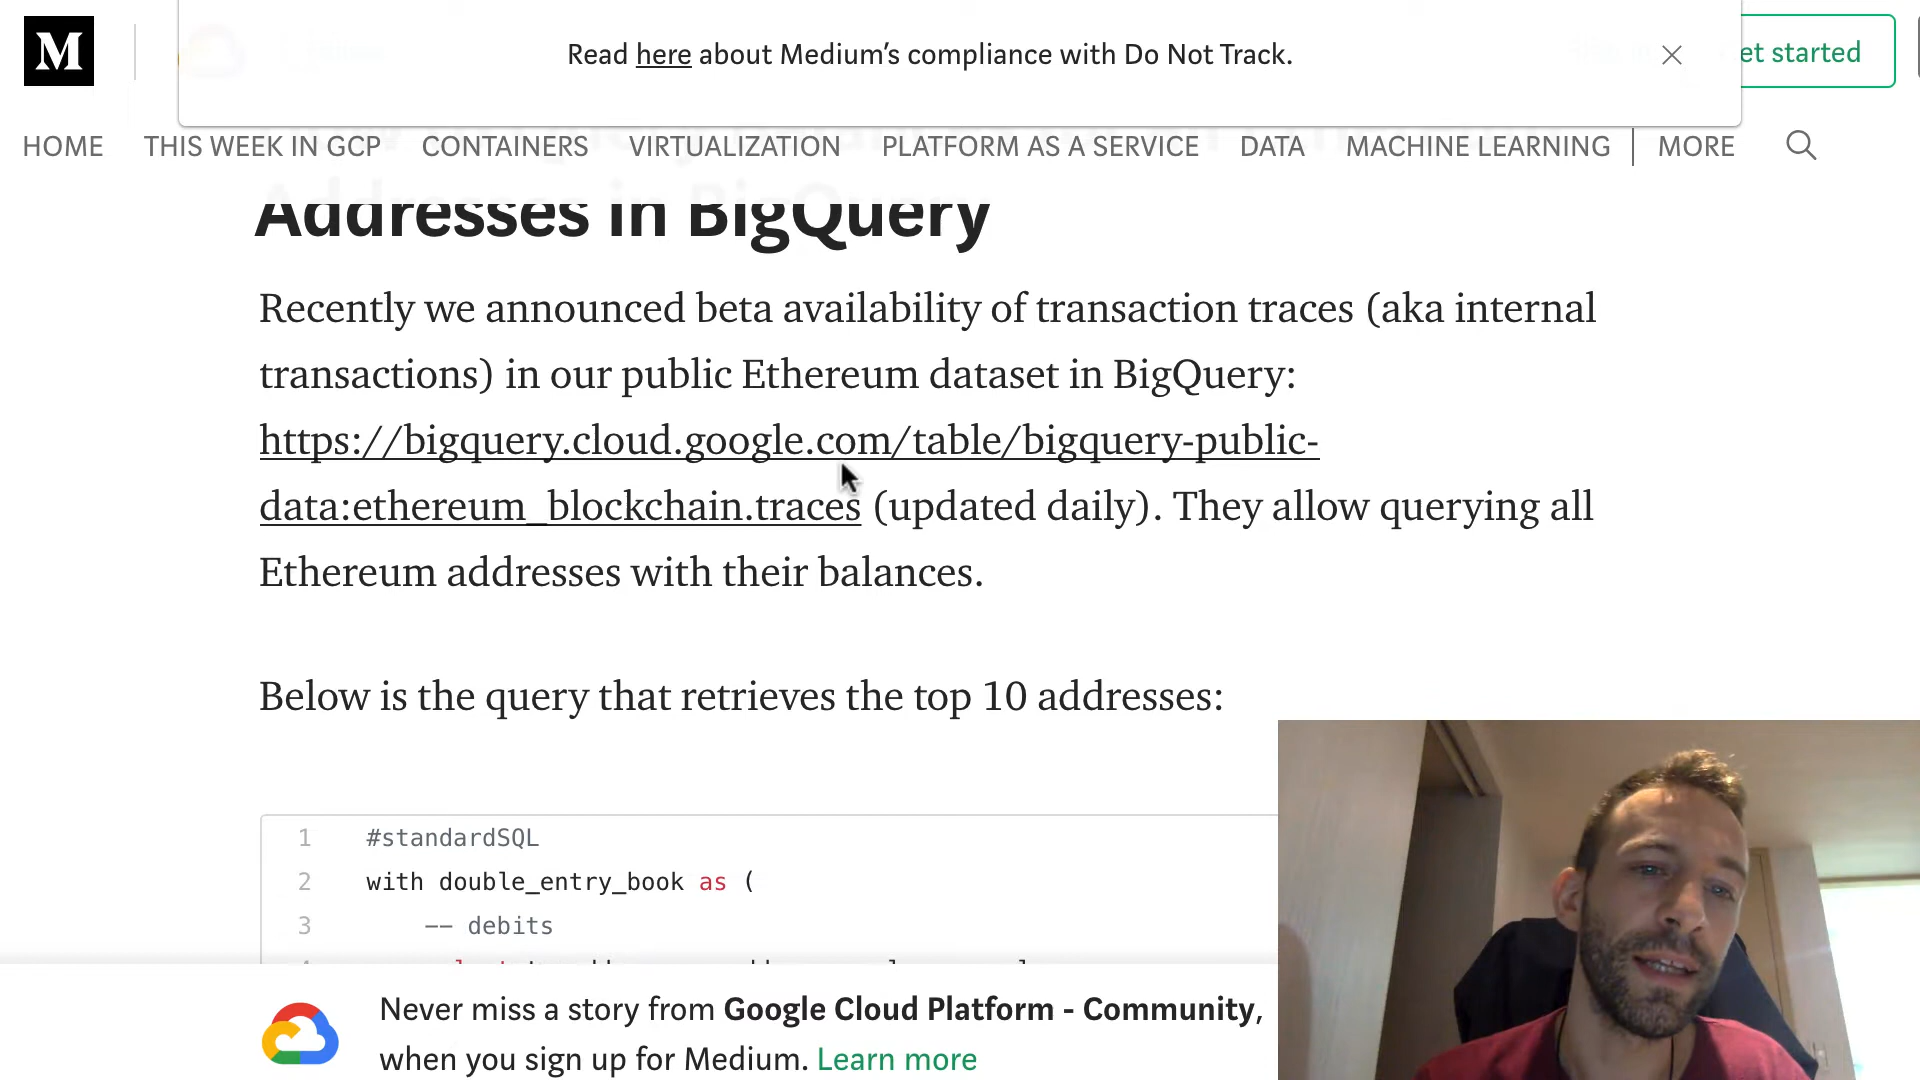 M
Read here about Medium’s compliance with Do Not Track.
et started
HOME THIS WEEK IN GCP CONTAINERS VIRTUALIZATION PLATFORM AS A SERVICE DATA MACHINE LEARNING MORE
Addresses in BigQuery
Recently we announced beta availability of transaction traces (aka internal
transactions) in our public Ethereum dataset in BigQuery:
https://bigquery.cloud.google.com/table/bigquery-public-
data:ethereum_blockchain.traces (updated daily). They allow querying all
Ethereum addresses with their balances.
Below is the query that retrieves the top 10 addresses:
1 #standardSQL
2 with double_entry_book as (
3 -- debits
Never miss a story from Google Cloud Platform - Community,
when you sign up for Medium. Learn more